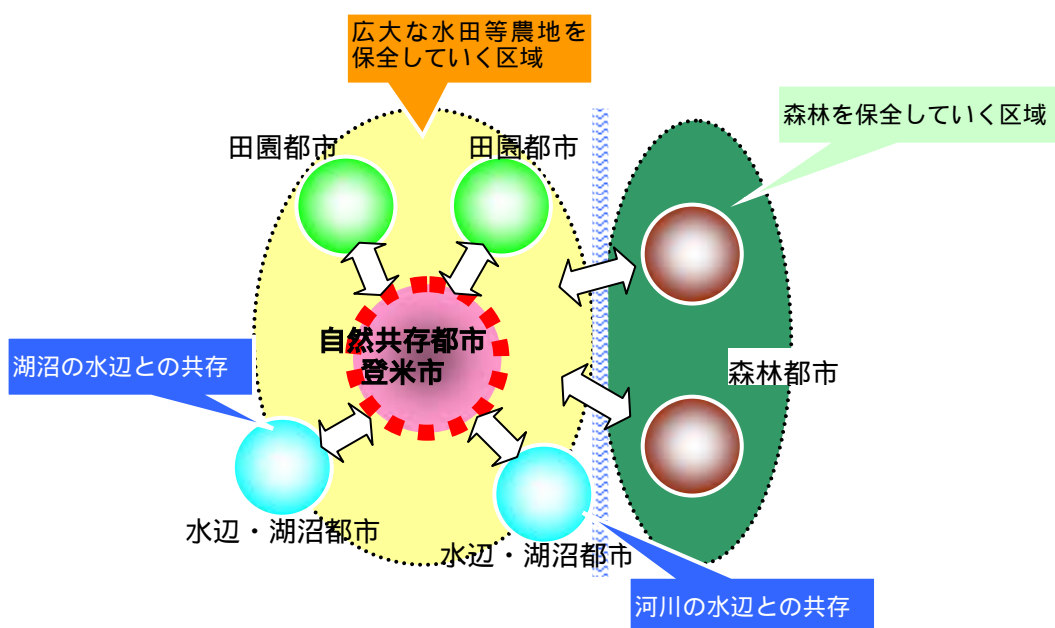 広大な水田等農地を
保全していく区域
森林を保全していく区域
田園都市
田園都市
自然共存都市
登米市
湖沼の水辺との共存
森林都市
水辺・湖沼都市
水辺・湖沼都市
河川の水辺との共存